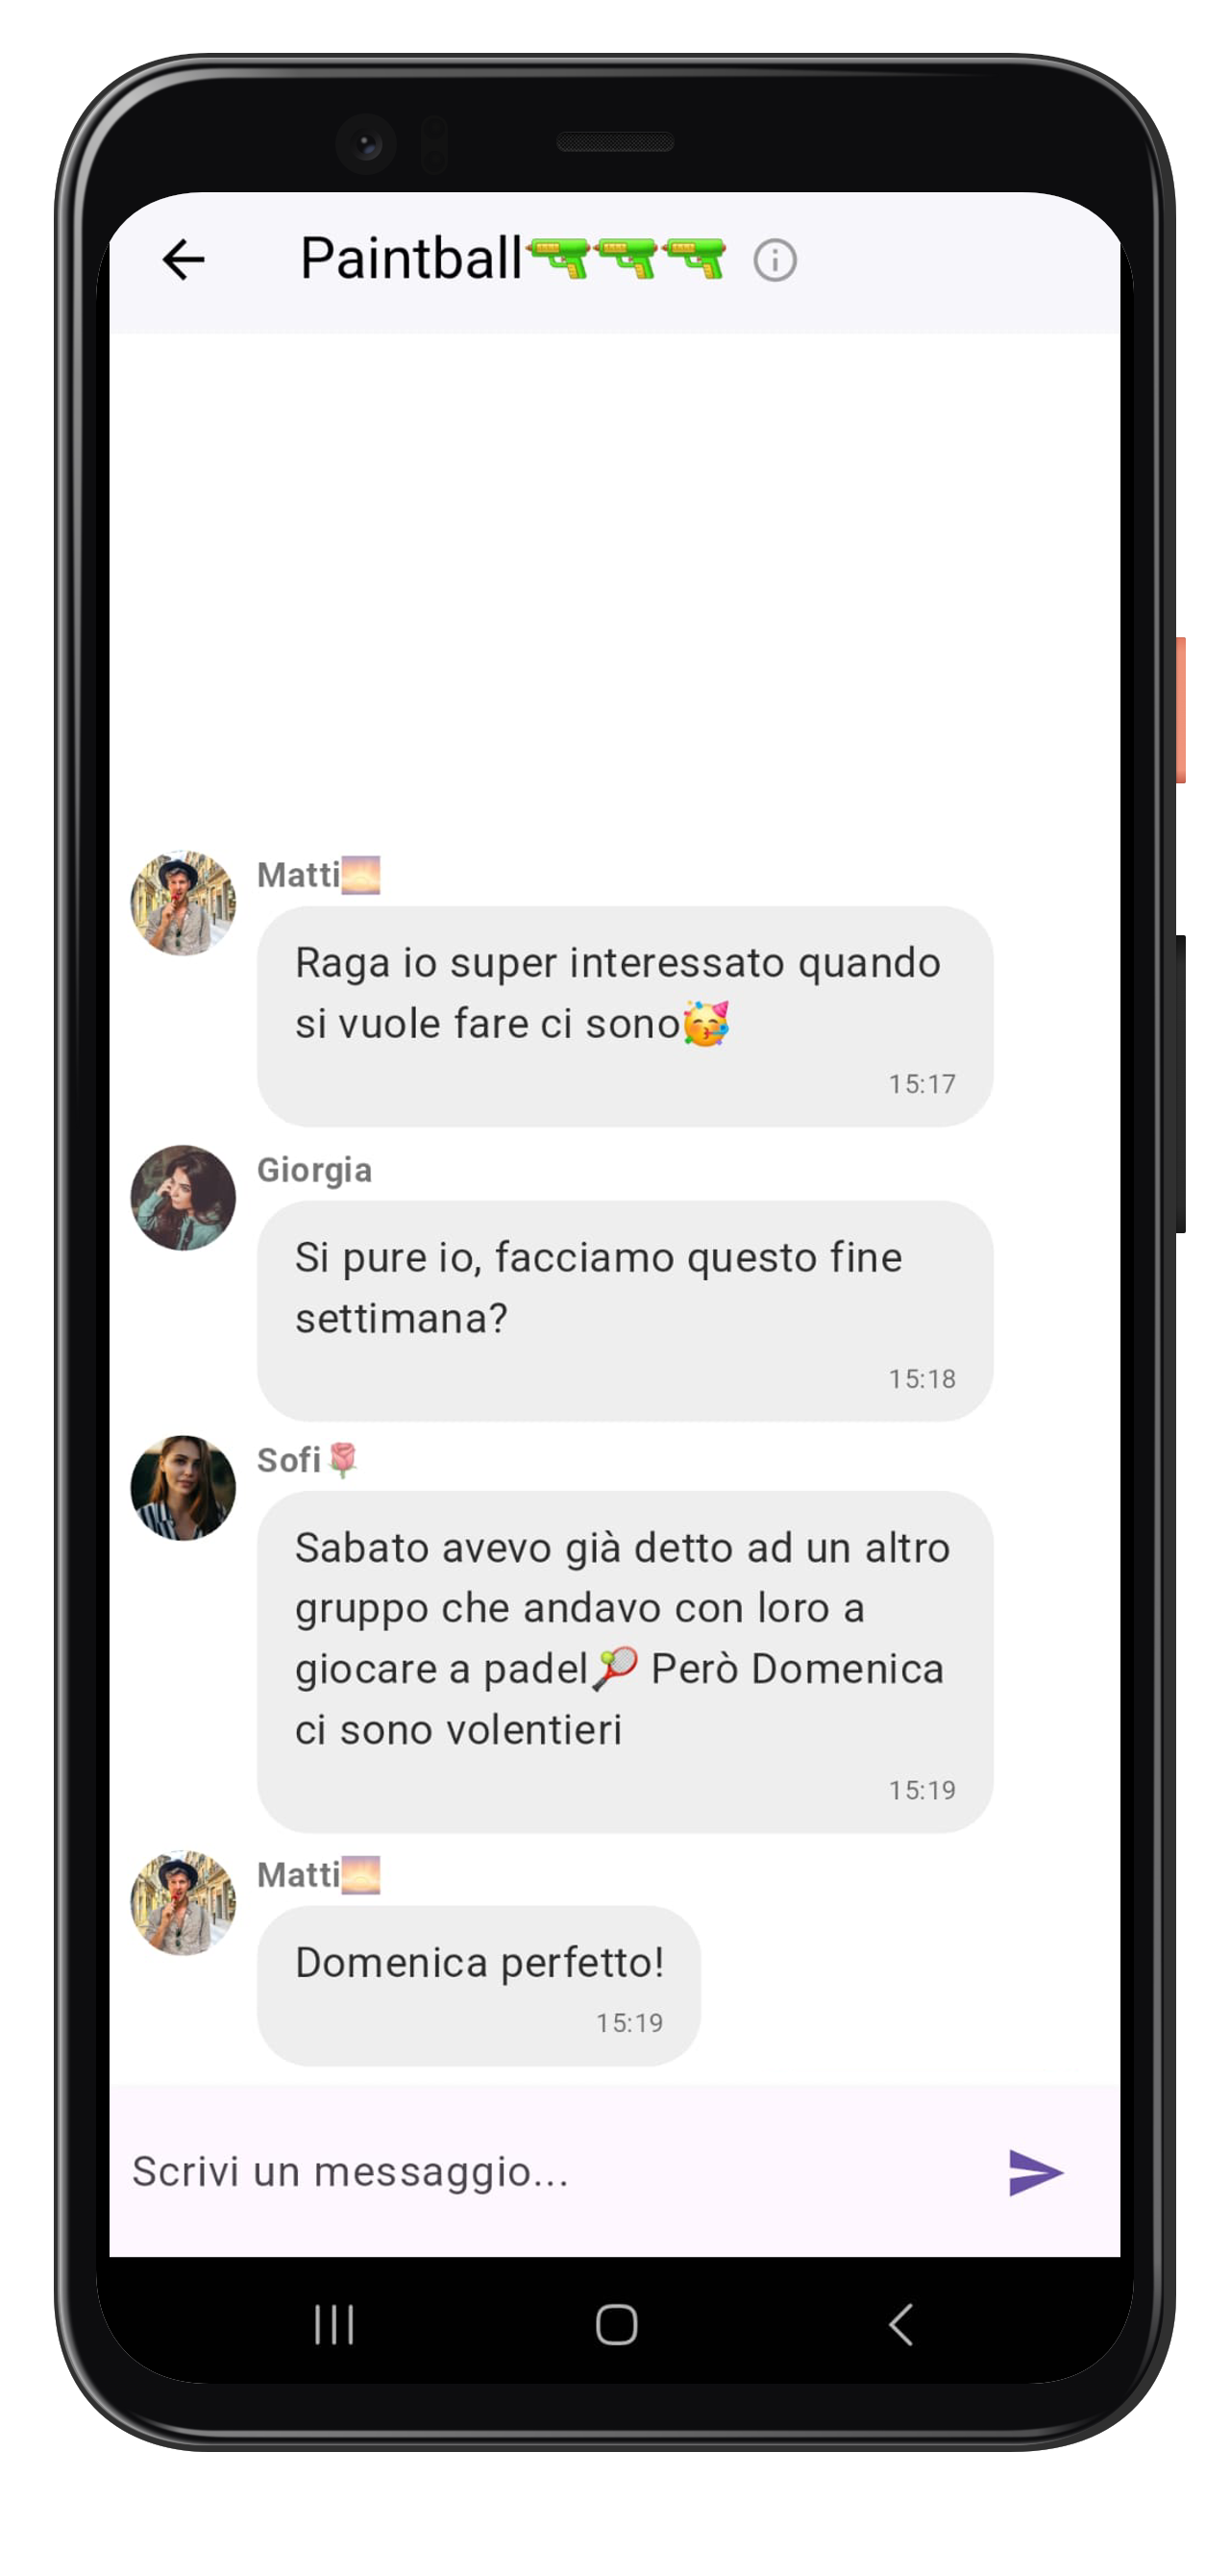 Paintball🔫🔫🔫
Matti🌅
Raga io super interessato quando
si vuole fare ci sono🥳
15:17
Giorgia
Si pure io, facciamo questo fine
settimana?
15:18
Sofi🌹
Sabato avevo già detto ad un altro
gruppo che andavo con loro a
giocare a padel🎾 Però Domenica
ci sono volentieri
15:19
Matti🌅
Domenica perfetto!
15:19
Scrivi un messaggio...